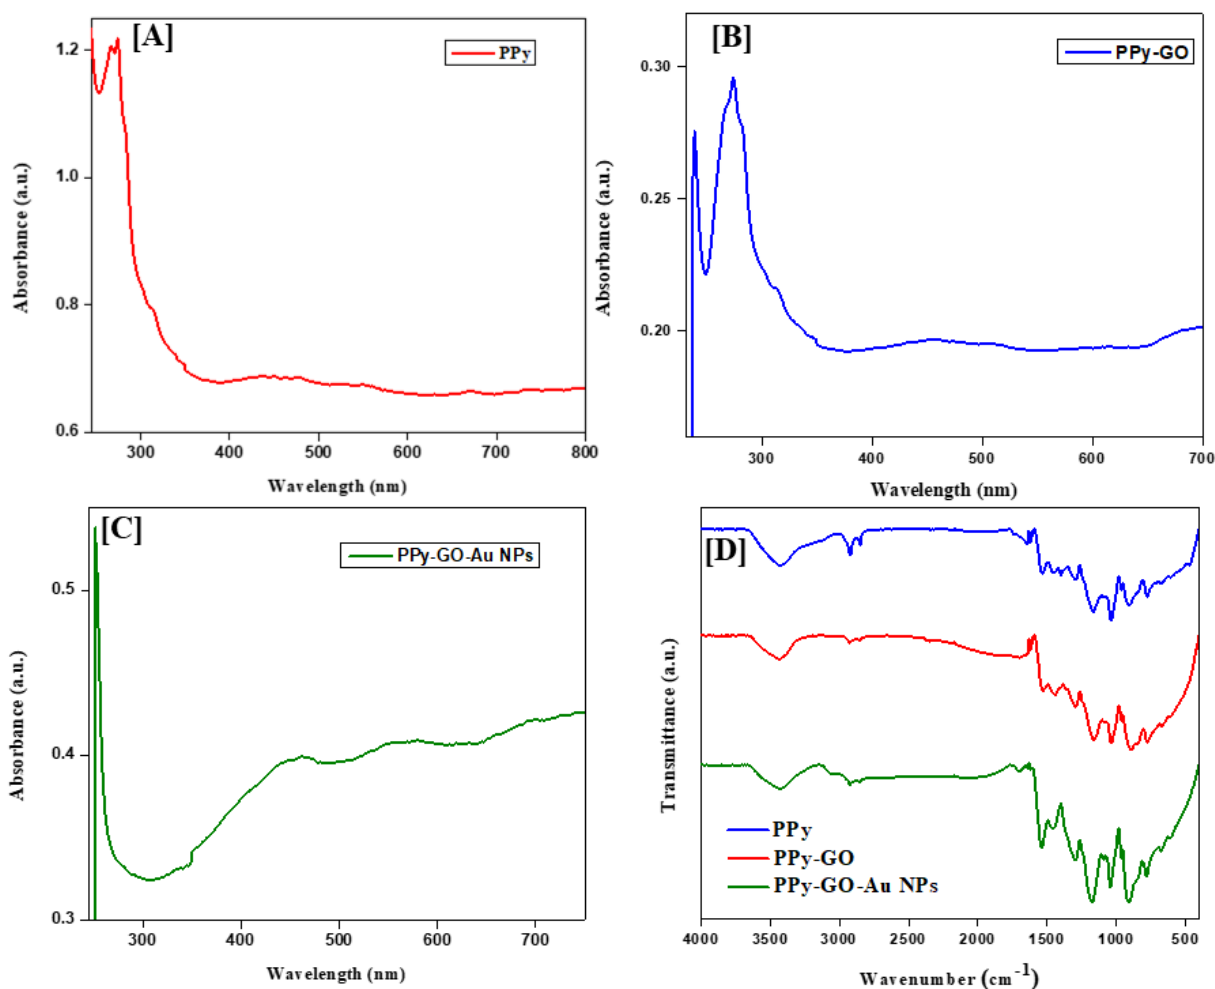 [A]
PPy
1.2
1.0
0.8
0.6
Absorbance (a.u.)
300 400 500 600 700 800
Wavelength (nm)
[B]
PPy-GO
0.30
0.25
0.20
Absorbance (a.u.)
300 400 500 600 700
Wavelength (nm)
[C]
PPy-GO-Au NPs
0.5
0.4
0.3
Absorbance (a.u.)
300 400 500 600 700
Wavelength (nm)
[D]
Transmittance (a.u.)
PPy
PPy-GO
PPy-GO-Au NPs
4000 3500 3000 2500 2000 1500 1000 500
Wavenumber (cm⁻¹)